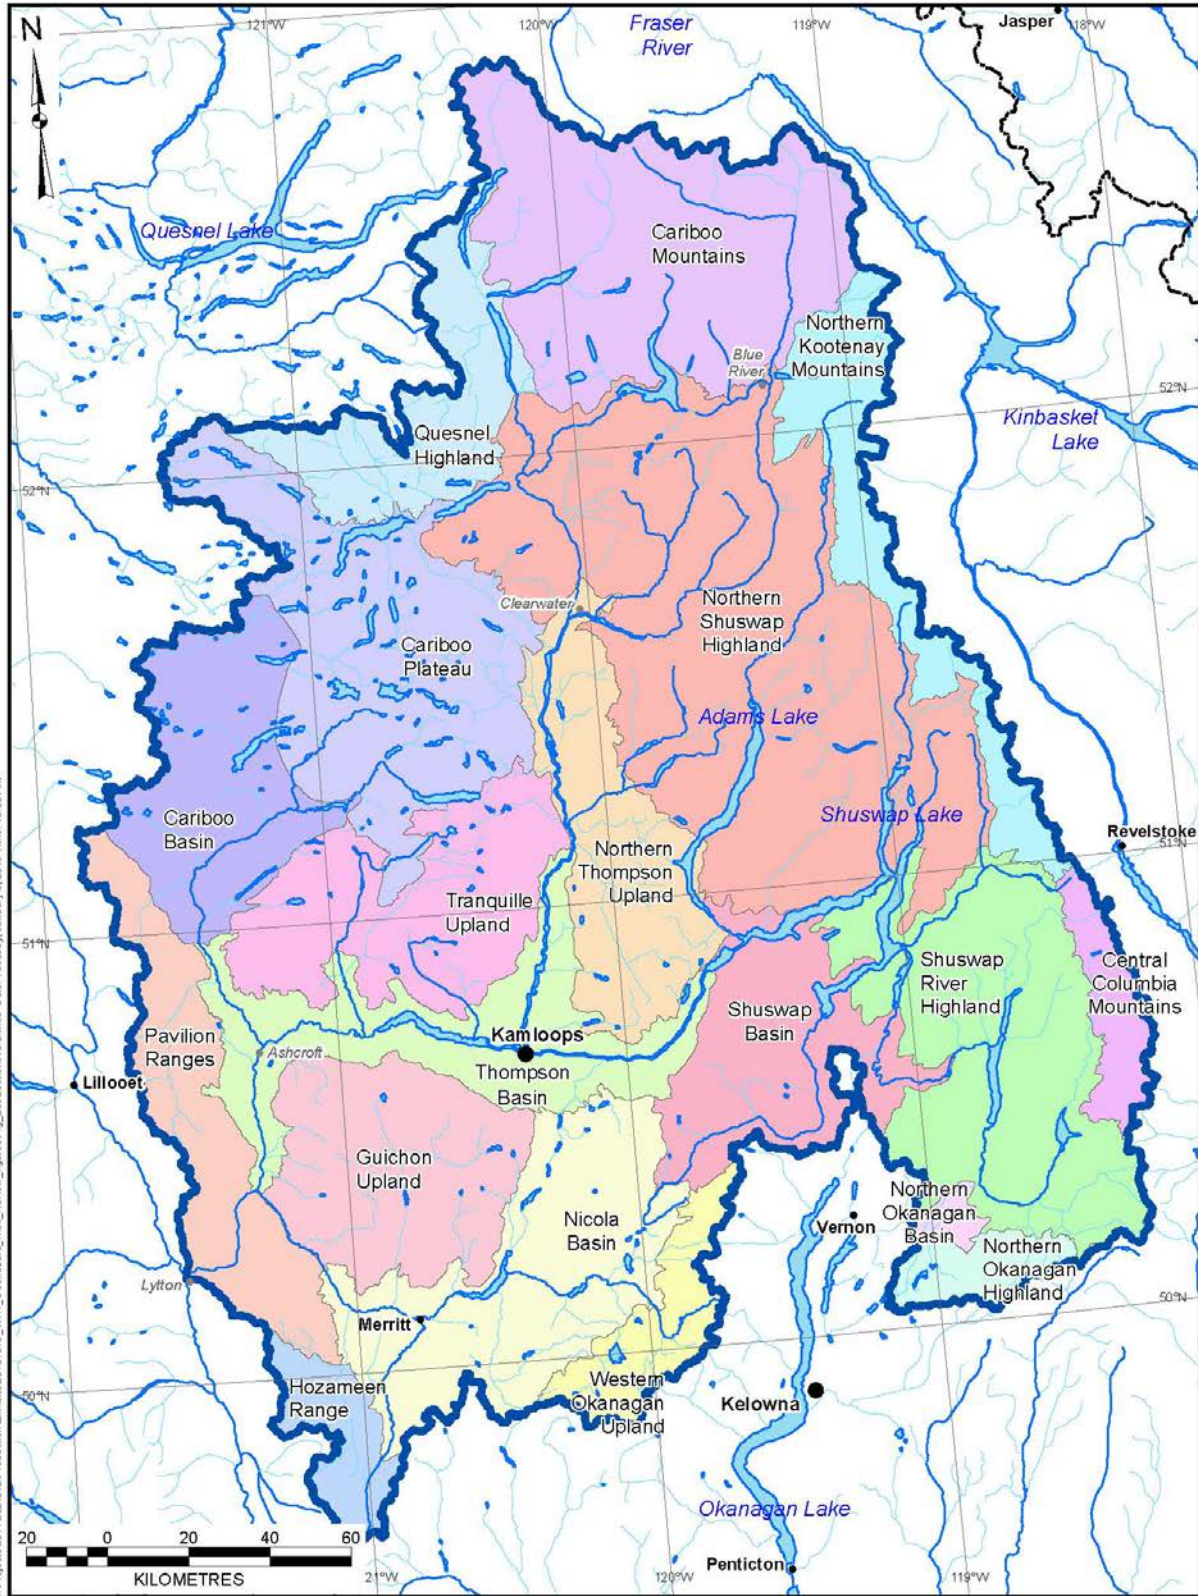 N
121°W
120°W
119°W
118°W
Fraser
River
Jasper
Quesnel Lake
Cariboo
Mountains
Northern
Kootenay
Mountains
Blue
River
52°N
Kinbasket
Lake
Quesnel
Highland
52°N
Clearwater
Northern
Shuswap
Highland
Cariboo
Plateau
Adams Lake
Shuswap Lake
Cariboo
Basin
Revelstoke
51°N
Northern
Thompson
Upland
Tranquille
Upland
51°N
Shuswap
River
Highland
Central
Columbia
Mountains
Shuswap
Basin
Pavilion
Ranges
Kamloops
Ashcroft
Lillooet
Thompson
Basin
Guichon
Upland
Nicola
Basin
Northern
Okanagan
Basin
Vernon
Northern
Okanagan
Highland
Lytton
50°N
Merritt
Hozameen
Range
50°N
Western
Okanagan
Upland
Kelowna
Okanagan Lake
20 0 20 40 60
KILOMETRES
Penticton
21°W
120°W
119°W